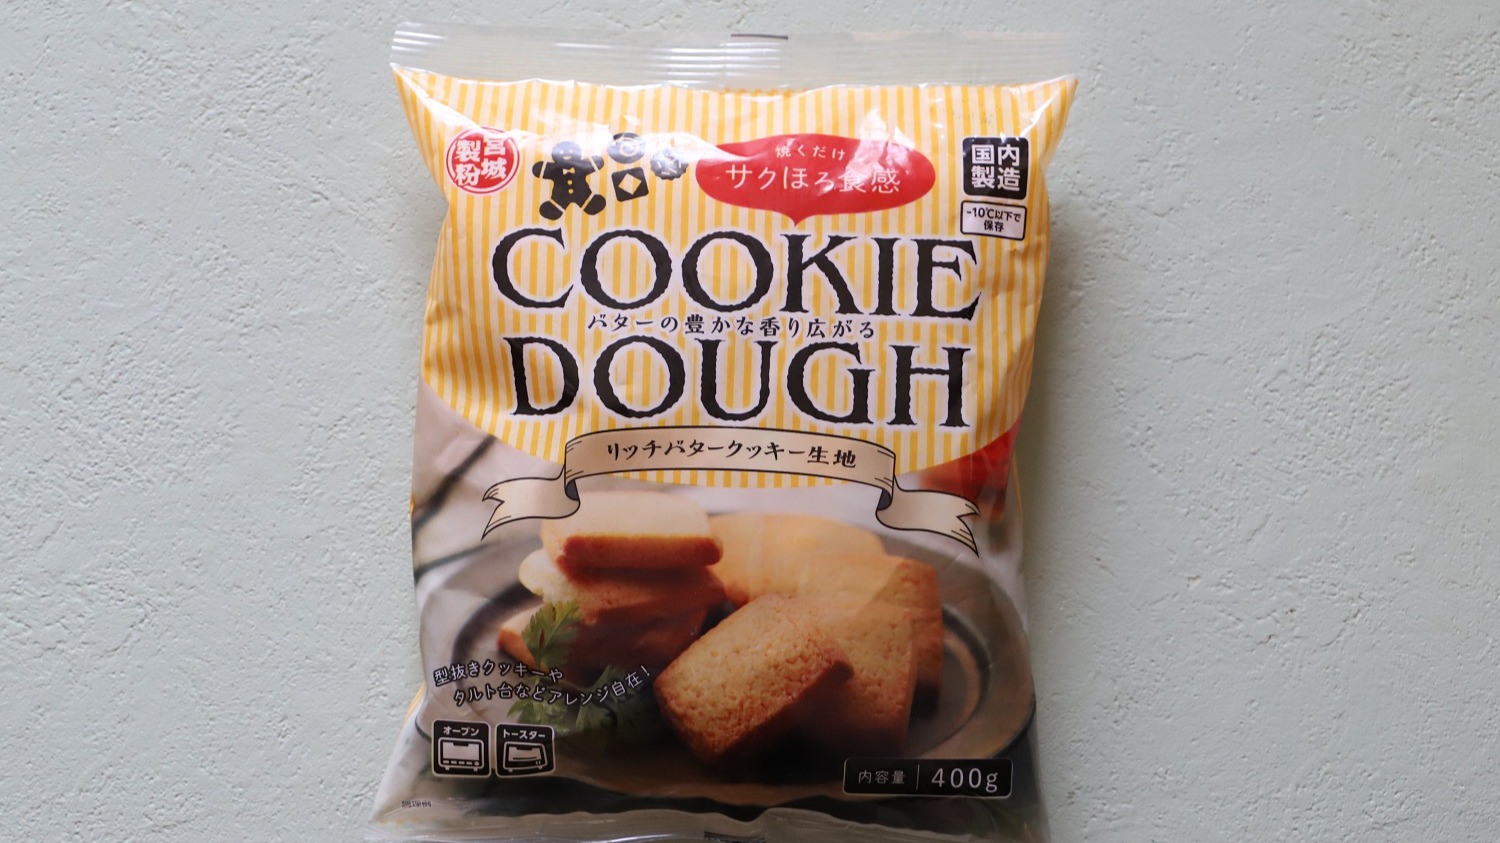 宮城
製粉
焼くだけ
サクほろ食感
国内
製造
-10℃以下で
保存
COOKIE
バターの豊かな香り広がる
DOUGH
リッチバタークッキー生地
型抜きクッキーや
タルト台などアレンジ自在!
オーブン
トースター
内容量 400g
調理例